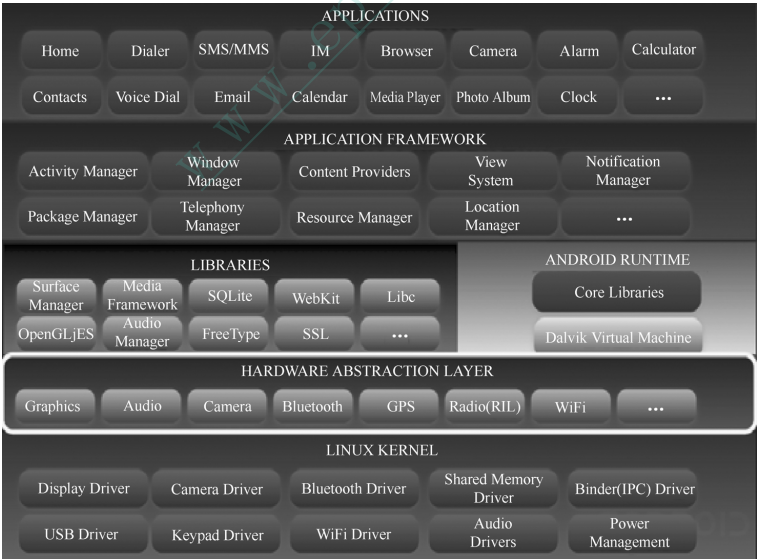 APPLICATIONS
Home Dialer SMS/MMS IM Browser Camera Alarm Calculator
Contacts Voice Dial Email Calendar Media Player Photo Album Clock ...
APPLICATION FRAMEWORK
Activity Manager
Window
Manager
Content Providers
View
System
Notification
Manager
Package Manager
Telephony
Manager
Resource Manager
Location
Manager
...
LIBRARIES
Surface
Manager
Media
Framework
SQLite
WebKit
Libc
OpenGLjES
Audio
Manager
FreeType
SSL
...
ANDROID RUNTIME
Core Libraries
Dalvik Virtual Machine
HARDWARE ABSTRACTION LAYER
Graphics Audio Camera Bluetooth GPS Radio(RIL) WiFi ...
LINUX KERNEL
Display Driver
Camera Driver
Bluetooth Driver
Shared Memory
Driver
Binder(IPC) Driver
USB Driver
Keypad Driver
WiFi Driver
Audio
Drivers
Power
Management